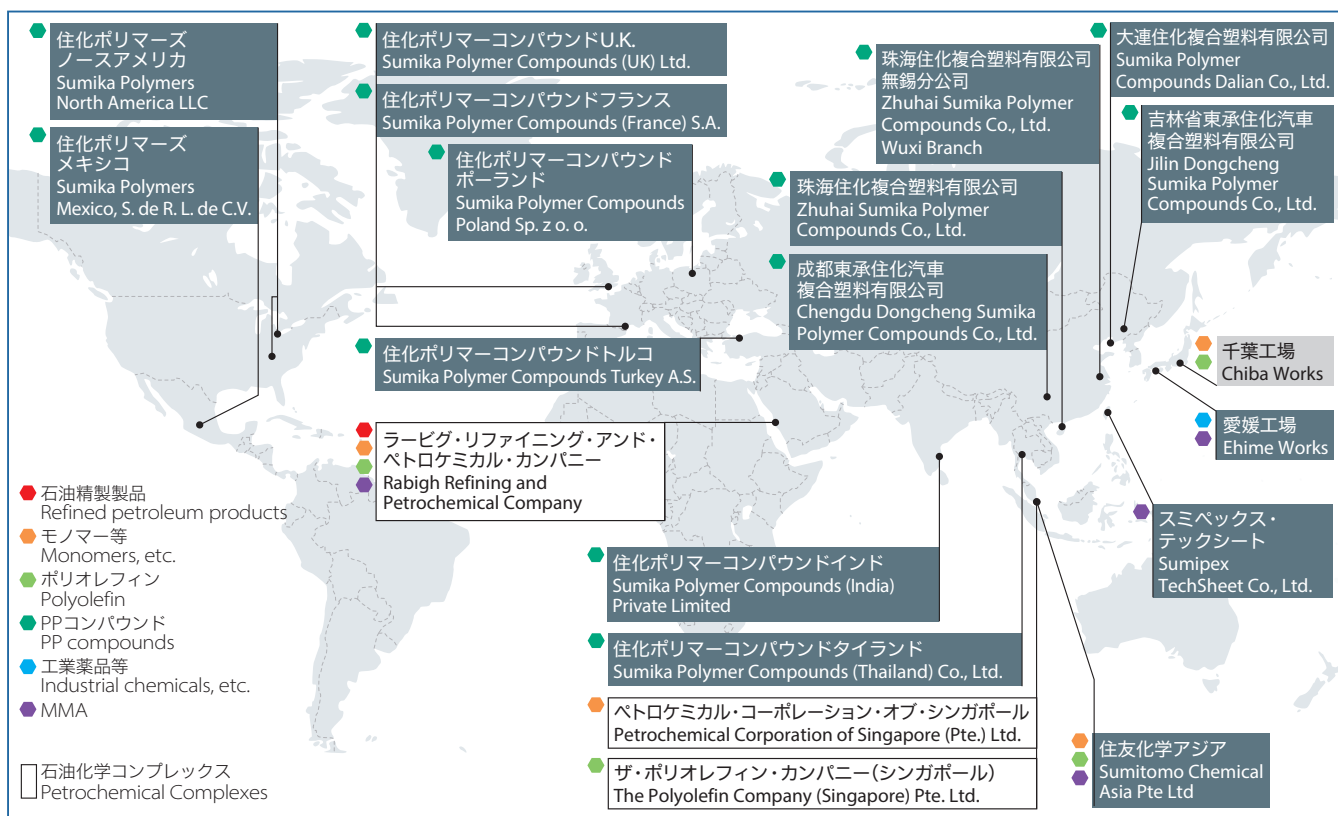 住化ポリマーズ
ノースアメリカ
Sumika Polymers
North America LLC
住化ポリマーズ
メキシコ
Sumika Polymers
Mexico, S. de R. L. de C.V.
住化ポリマーコンパウンドU.K.
Sumika Polymer Compounds (UK) Ltd.
住化ポリマーコンパウンドフランス
Sumika Polymer Compounds (France) S.A.
住化ポリマーコンパウンド
ポーランド
Sumika Polymer Compounds
Poland Sp. z o. o.
住化ポリマーコンパウンドトルコ
Sumika Polymer Compounds Turkey A.S.
珠海住化複合塑料有限公司
無錫分公司
Zhuhai Sumika Polymer
Compounds Co., Ltd.
Wuxi Branch
珠海住化複合塑料有限公司
Zhuhai Sumika Polymer
Compounds Co., Ltd.
成都東承住化汽車
複合塑料有限公司
Chengdu Dongcheng Sumika
Polymer Compounds Co., Ltd.
大連住化複合塑料有限公司
Sumika Polymer
Compounds Dalian Co., Ltd.
吉林省東承住化汽車
複合塑料有限公司
Jilin Dongcheng
Sumika Polymer
Compounds Co., Ltd.
千葉工場
Chiba Works
愛媛工場
Ehime Works
スミペックス・
テックシート
Sumipex
TechSheet Co., Ltd.
ラービグ・リファイニング・アンド・
ペトロケミカル・カンパニー
Rabigh Refining and
Petrochemical Company
住化ポリマーコンパウンドインド
Sumika Polymer Compounds (India)
Private Limited
住化ポリマーコンパウンドタイランド
Sumika Polymer Compounds (Thailand) Co., Ltd.
ペトロケミカル・コーポレーション・オブ・シンガポール
Petrochemical Corporation of Singapore (Pte.) Ltd.
ザ・ポリオレフィン・カンパニー(シンガポール)
The Polyolefin Company (Singapore) Pte. Ltd.
住友化学アジア
Sumitomo Chemical
Asia Pte Ltd
石油精製製品
Refined petroleum products
モノマー等
Monomers, etc.
ポリオレフィン
Polyolefin
PPコンパウンド
PP compounds
工業薬品等
Industrial chemicals, etc.
MMA
石油化学コンプレックス
Petrochemical Complexes